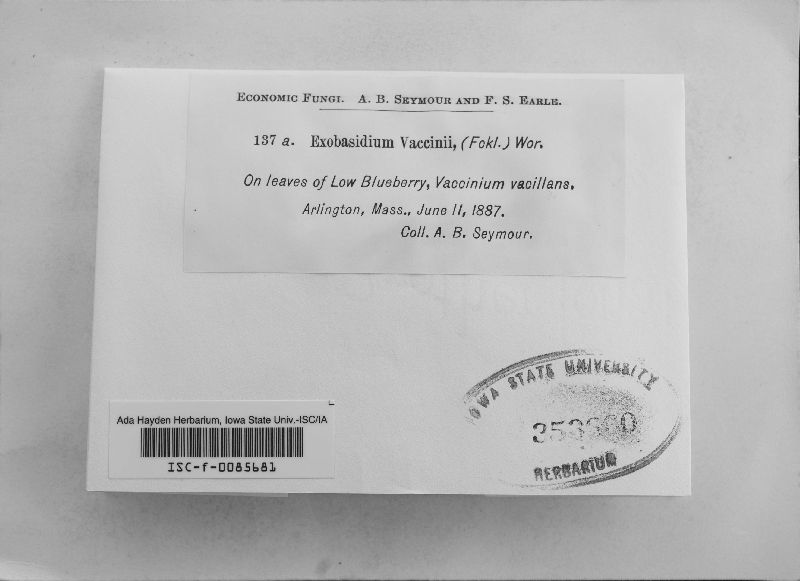 Economic Fungi. A. B. Seymour and F. S. Earle.
137 a. Exobasidium Vaccinii, (Fckl.) Wor.
On leaves of Low Blueberry, Vaccinium vacillans,
Arlington, Mass., June 11, 1887.
Coll. A. B. Seymour.
IOWA STATE UNIVERSITY
HERBARIUM
Ada Hayden Herbarium, Iowa State Univ.-ISC/IA
ISC-f-0085681